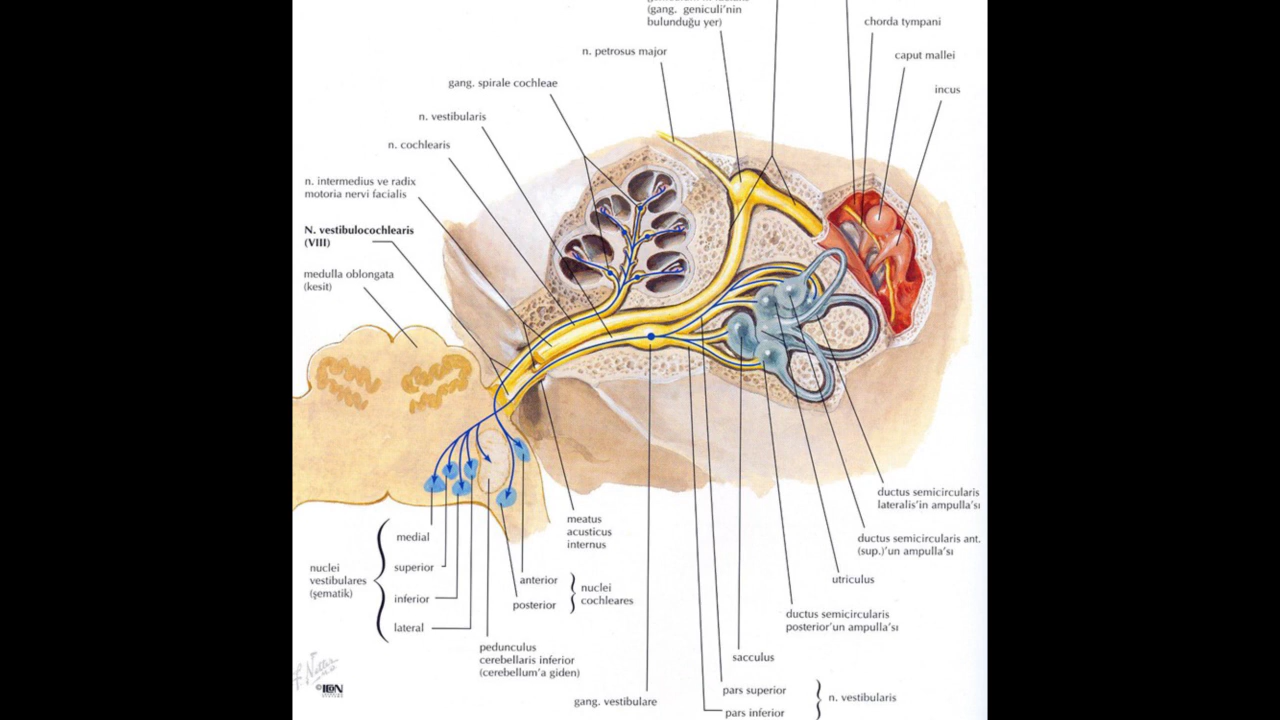 (gang. geniculi'nin
bulunduğu yer)
chorda tympani
n. petrosus major
caput mallei
gang. spirale cochleae
incus
n. vestibularis
n. cochlearis
n. intermedius ve radix
motoria nervi facialis
N. vestibulocochlearis
(VIII)
medulla oblongata
(kesit)
ductus semicircularis
lateralis'in ampulla'sı
meatus
acusticus
internus
medial
ductus semicircularis ant.
(sup.)'un ampulla'sı
superior
nuclei
vestibulares
(şematik)
anterior
nuclei
cochleares
utriculus
inferior
posterior
ductus semicircularis
posterior'un ampulla'sı
lateral
pedunculus
cerebellaris inferior
(cerebellum'a giden)
sacculus
F. Netter
©ICON
pars superior
n. vestibularis
gang. vestibulare
pars inferior